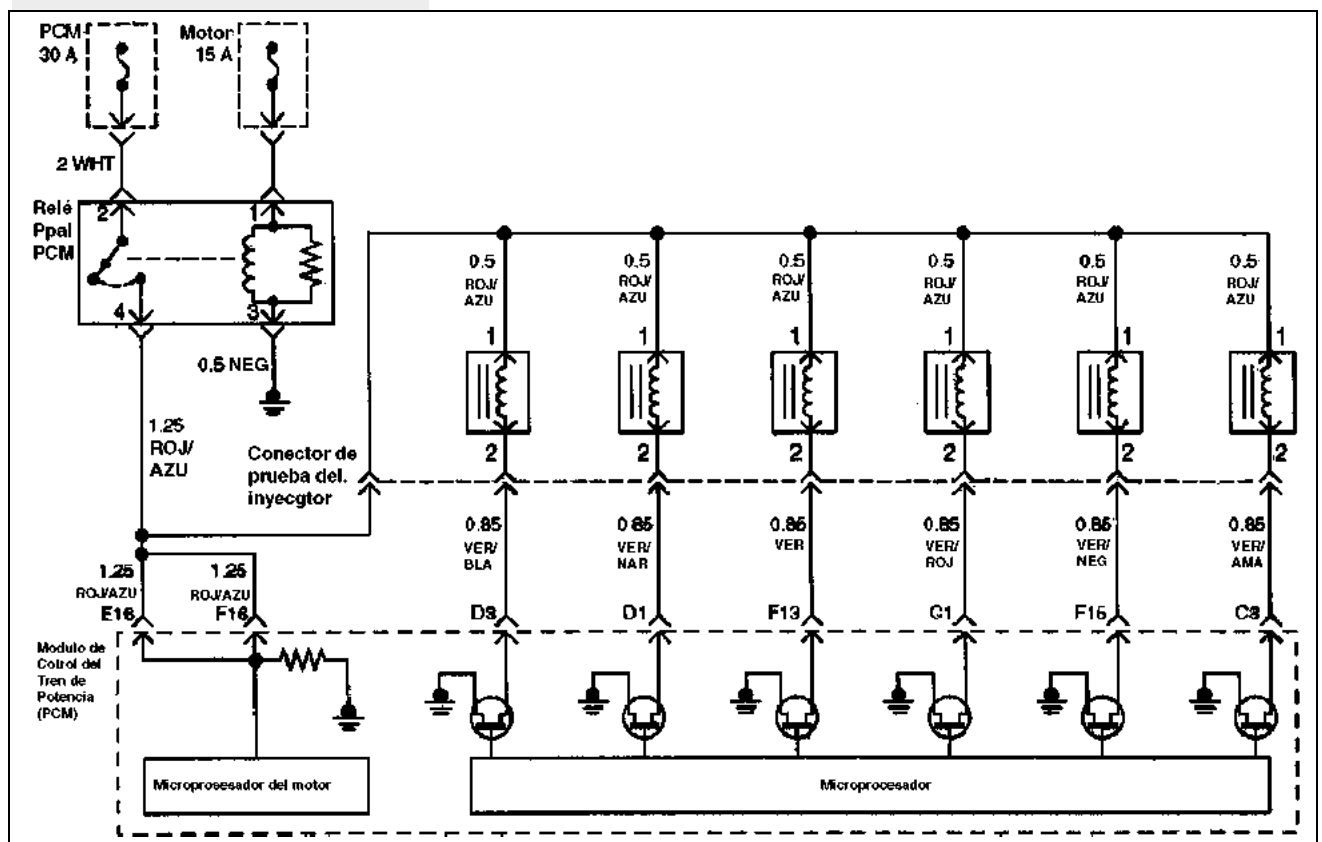 PCM
30 A
Motor
15 A
2 WHT
Relé
Ppal
PCM
2
1
4
3
0.5 NEG
1.25
ROJ/
AZU
Conector de
prueba del.
inyecgtor
0.5
ROJ/
AZU
0.5
ROJ/
AZU
0.5
ROJ/
AZU
0.5
ROJ/
AZU
0.5
ROJ/
AZU
0.5
ROJ/
AZU
1
1
1
1
1
1
2
2
2
2
2
2
0.85
VER/
BLA
0.85
VER/
NAR
0.85
VER
0.85
VER/
ROJ
0.85
VER/
NEG
0.85
VER/
AMA
1.25
ROJ/AZU
E16
1.25
ROJ/AZU
F16
D3
D1
F13
C1
F15
C3
Modulo de
Cotrol del
Tren de
Potencia
(PCM)
Microprosesador del motor
Microprocesador